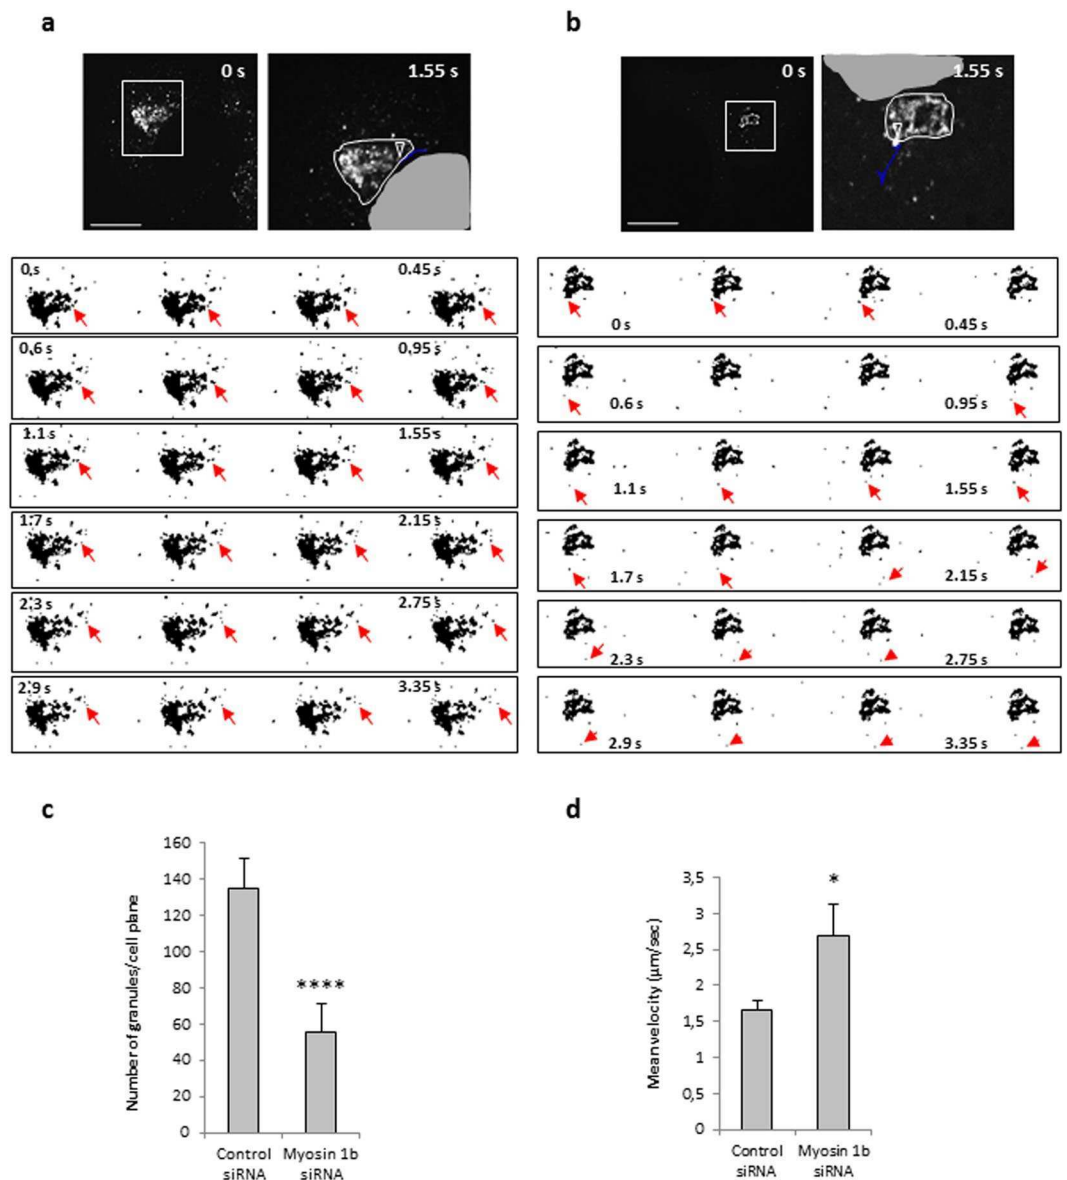 a
0 s
1.55 s
0 s
0.45 s
0.6 s
0.95 s
1.1 s
1.55 s
1.7 s
2.15 s
2.3 s
2.75 s
2.9 s
3.35 s
b
0 s
1.55 s
0 s
0.45 s
0.6 s
0.95 s
1.1 s
1.55 s
1.7 s
2.15 s
2.3 s
2.75 s
2.9 s
3.35 s
c
Number of granules/cell plane
160
140
120
100
80
60
40
20
0
****
Control
siRNA
Myosin 1b
siRNA
d
Mean velocity (µm/sec)
3,5
3
2,5
2
1,5
1
0,5
0
*
Control
siRNA
Myosin 1b
siRNA